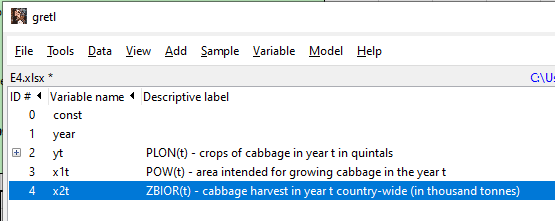 gretl
File Tools Data View Add Sample Variable Model Help
E4.xlsx * C:\Us
ID # Variable name Descriptive label
0 const
1 year
2 yt PLON(t) - crops of cabbage in year t in quintals
3 x1t POW(t) - area intended for growing cabbage in the year t
4 x2t ZBIOR(t) - cabbage harvest in year t country-wide (in thousand tonnes)